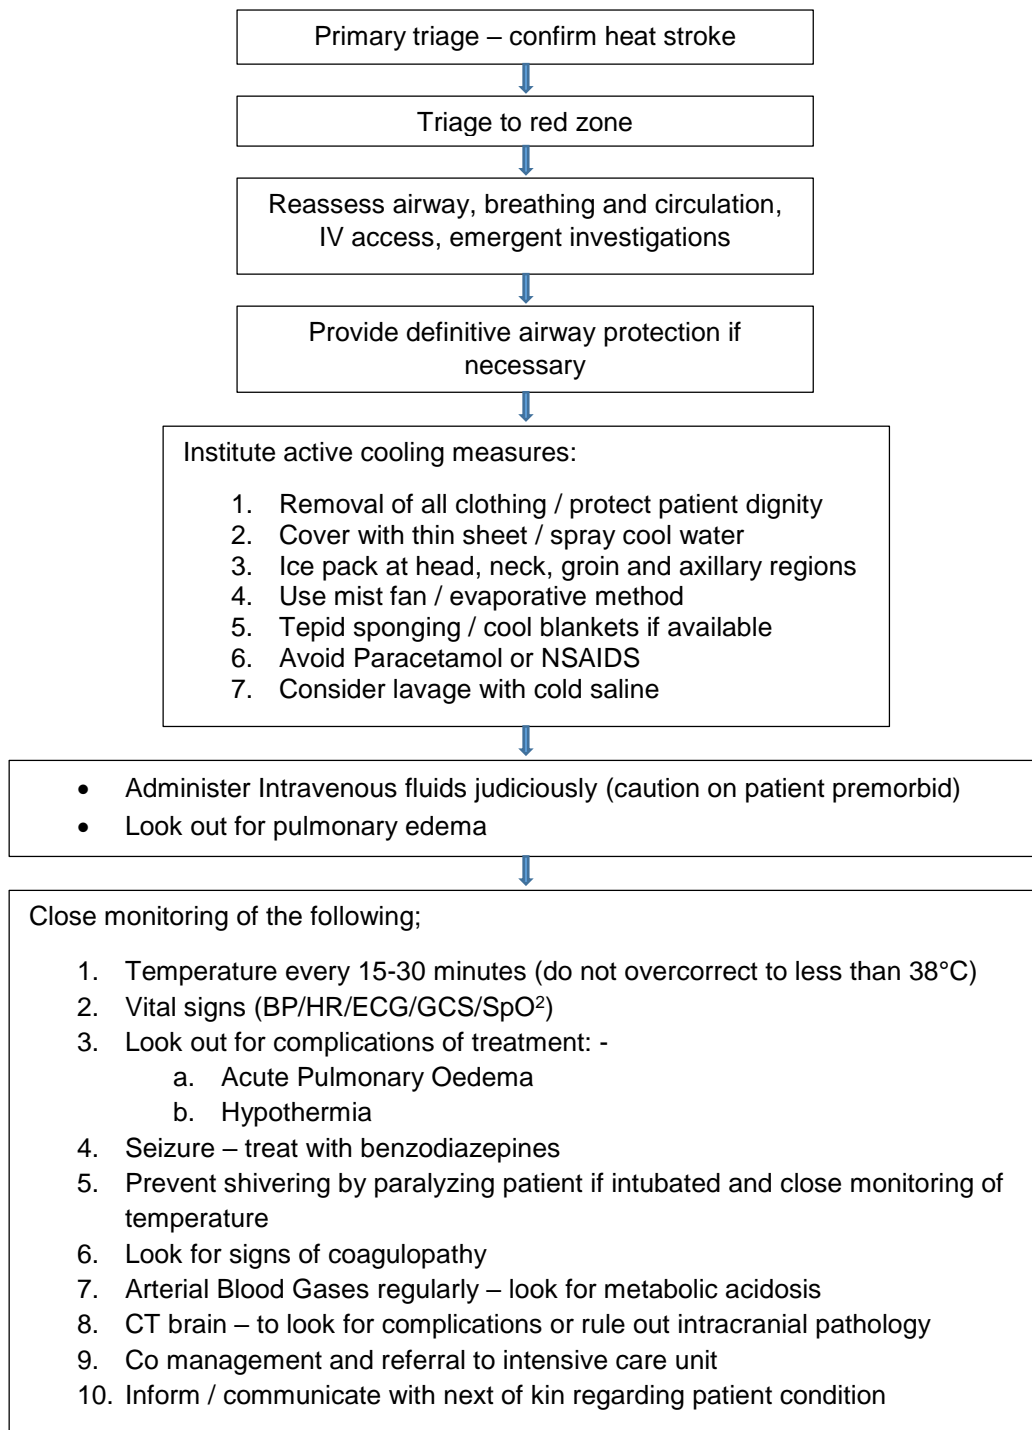 Primary triage – confirm heat stroke
Triage to red zone
Reassess airway, breathing and circulation,
IV access, emergent investigations
Provide definitive airway protection if
necessary
Institute active cooling measures:
1. Removal of all clothing / protect patient dignity
2. Cover with thin sheet / spray cool water
3. Ice pack at head, neck, groin and axillary regions
4. Use mist fan / evaporative method
5. Tepid sponging / cool blankets if available
6. Avoid Paracetamol or NSAIDS
7. Consider lavage with cold saline
• Administer Intravenous fluids judiciously (caution on patient premorbid)
• Look out for pulmonary edema
Close monitoring of the following;
1. Temperature every 15-30 minutes (do not overcorrect to less than 38°C)
2. Vital signs (BP/HR/ECG/GCS/SpO²)
3. Look out for complications of treatment: -
a. Acute Pulmonary Oedema
b. Hypothermia
4. Seizure – treat with benzodiazepines
5. Prevent shivering by paralyzing patient if intubated and close monitoring of
temperature
6. Look for signs of coagulopathy
7. Arterial Blood Gases regularly – look for metabolic acidosis
8. CT brain – to look for complications or rule out intracranial pathology
9. Co management and referral to intensive care unit
10. Inform / communicate with next of kin regarding patient condition